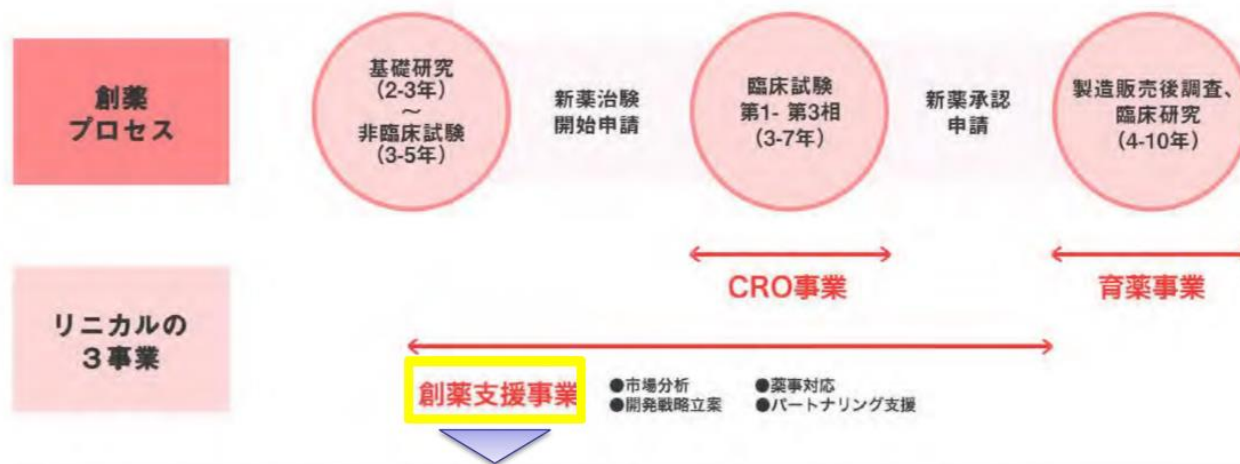 創薬
プロセス
基礎研究
(2-3年)
～
非臨床試験
(3-5年)
新薬治験
開始申請
臨床試験
第1- 第3相
(3-7年)
新薬承認
申請
製造販売後調査、
臨床研究
(4-10年)
リニカルの
３事業
CRO事業
育薬事業
創薬支援事業
●市場分析
●薬事対応
●開発戦略立案
●パートナリング支援